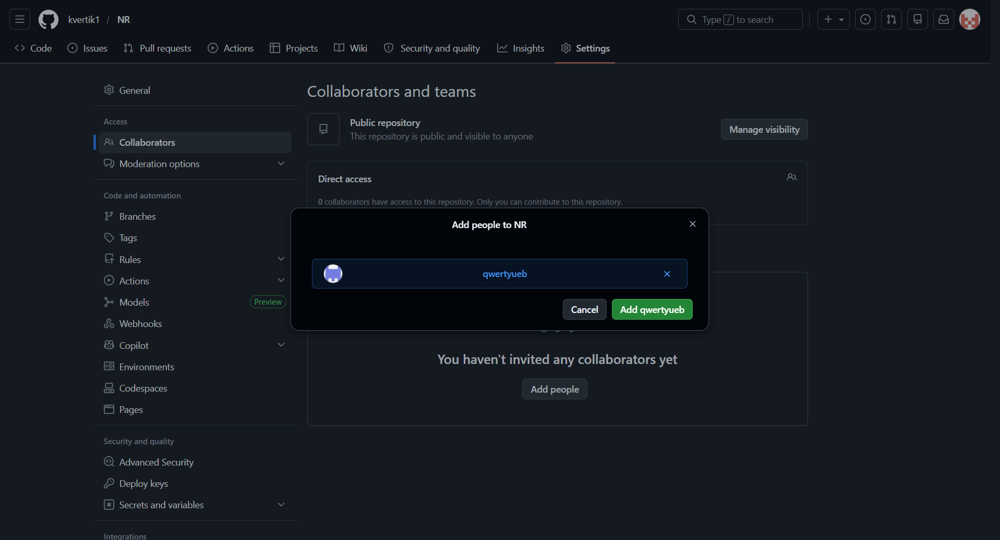 kvertik1 / NR
Type / to search
Code
Issues
Pull requests
Actions
Projects
Wiki
Security and quality
Insights
Settings
General
Access
Collaborators
Moderation options
Code and automation
Branches
Tags
Rules
Actions
Models
Preview
Webhooks
Copilot
Environments
Codespaces
Pages
Security and quality
Advanced Security
Deploy keys
Secrets and variables
Integrations
Collaborators and teams
Public repository
This repository is public and visible to anyone
Manage visibility
Direct access
0 collaborators have access to this repository. Only you can contribute to this repository.
Add people to NR
qwertyueb
Cancel
Add qwertyueb
You haven't invited any collaborators yet
Add people